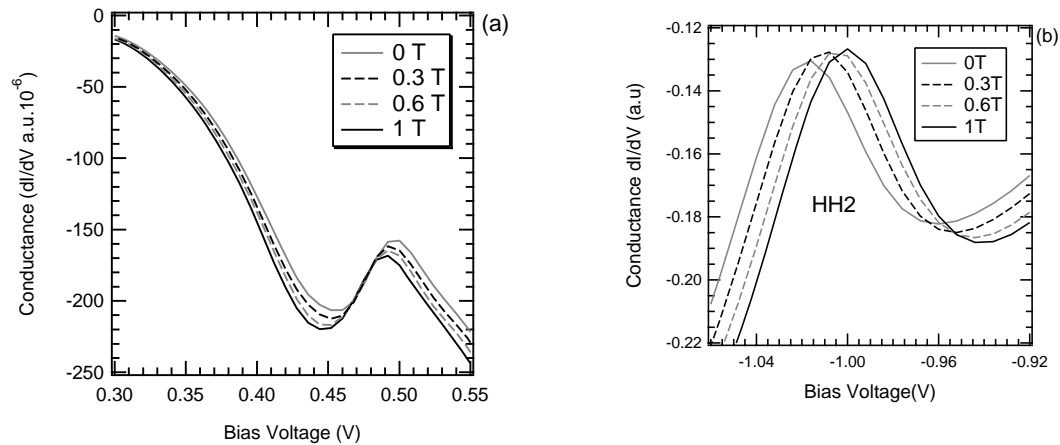 (a)
0
-50
-100
-150
-200
-250
Conductance (dI/dV a.u.10⁻⁶)
0 T
0.3 T
0.6 T
1 T
0.30
0.35
0.40
0.45
0.50
0.55
Bias Voltage (V)
(b)
-0.12
-0.14
-0.16
-0.18
-0.20
-0.22
Conductance dI/dV (a.u)
0T
0.3T
0.6T
1T
HH2
-1.04
-1.00
-0.96
-0.92
Bias Voltage(V)